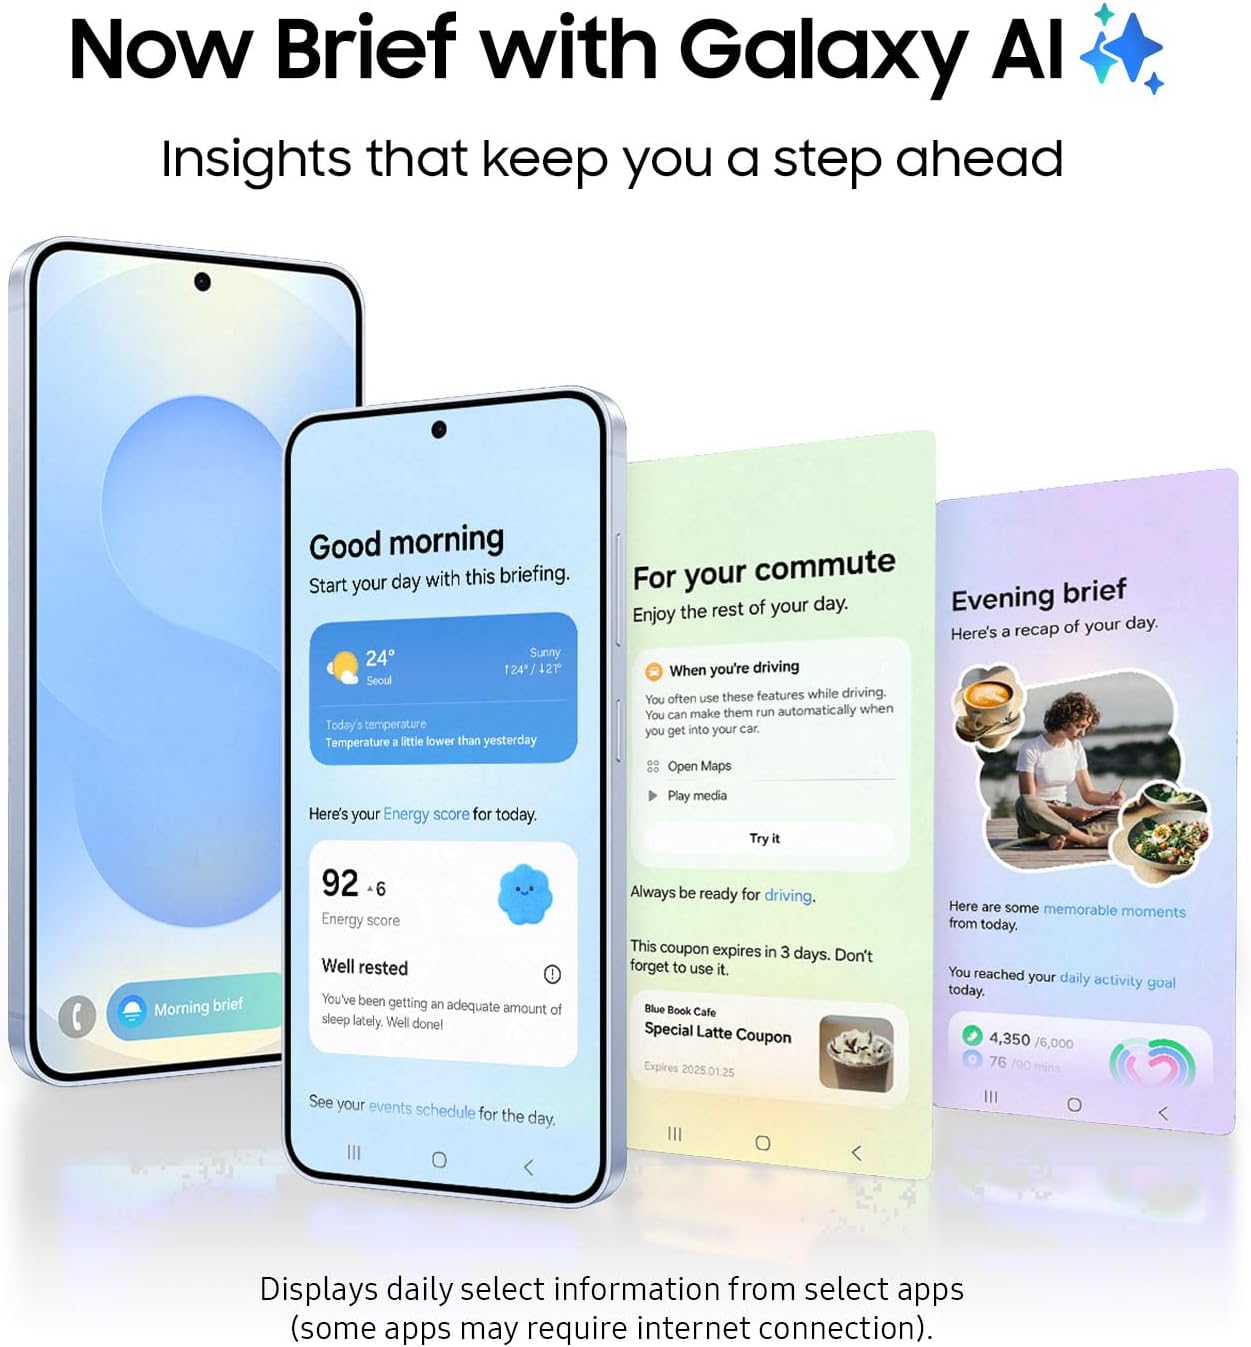 Now Brief with Galaxy AI
Insights that keep you a step ahead
Morning brief
Good morning
Start your day with this briefing.
24°
Seoul
Sunny
↑24° / ↓21°
Today's temperature
Temperature a little lower than yesterday
Here's your Energy score for today.
92 ▲6
Energy score
Well rested
You've been getting an adequate amount of
sleep lately. Well done!
See your events schedule for the day.
For your commute
Enjoy the rest of your day.
When you're driving
You often use these features while driving.
You can make them run automatically when
you get into your car.
Open Maps
Play media
Try it
Always be ready for driving.
This coupon expires in 3 days. Don't
forget to use it.
Blue Book Cafe
Special Latte Coupon
Expires 2025.01.25
Evening brief
Here's a recap of your day.
Here are some memorable moments
from today.
You reached your daily activity goal
today.
4,350 /6,000
76 /90 mins
Displays daily select information from select apps
(some apps may require internet connection).